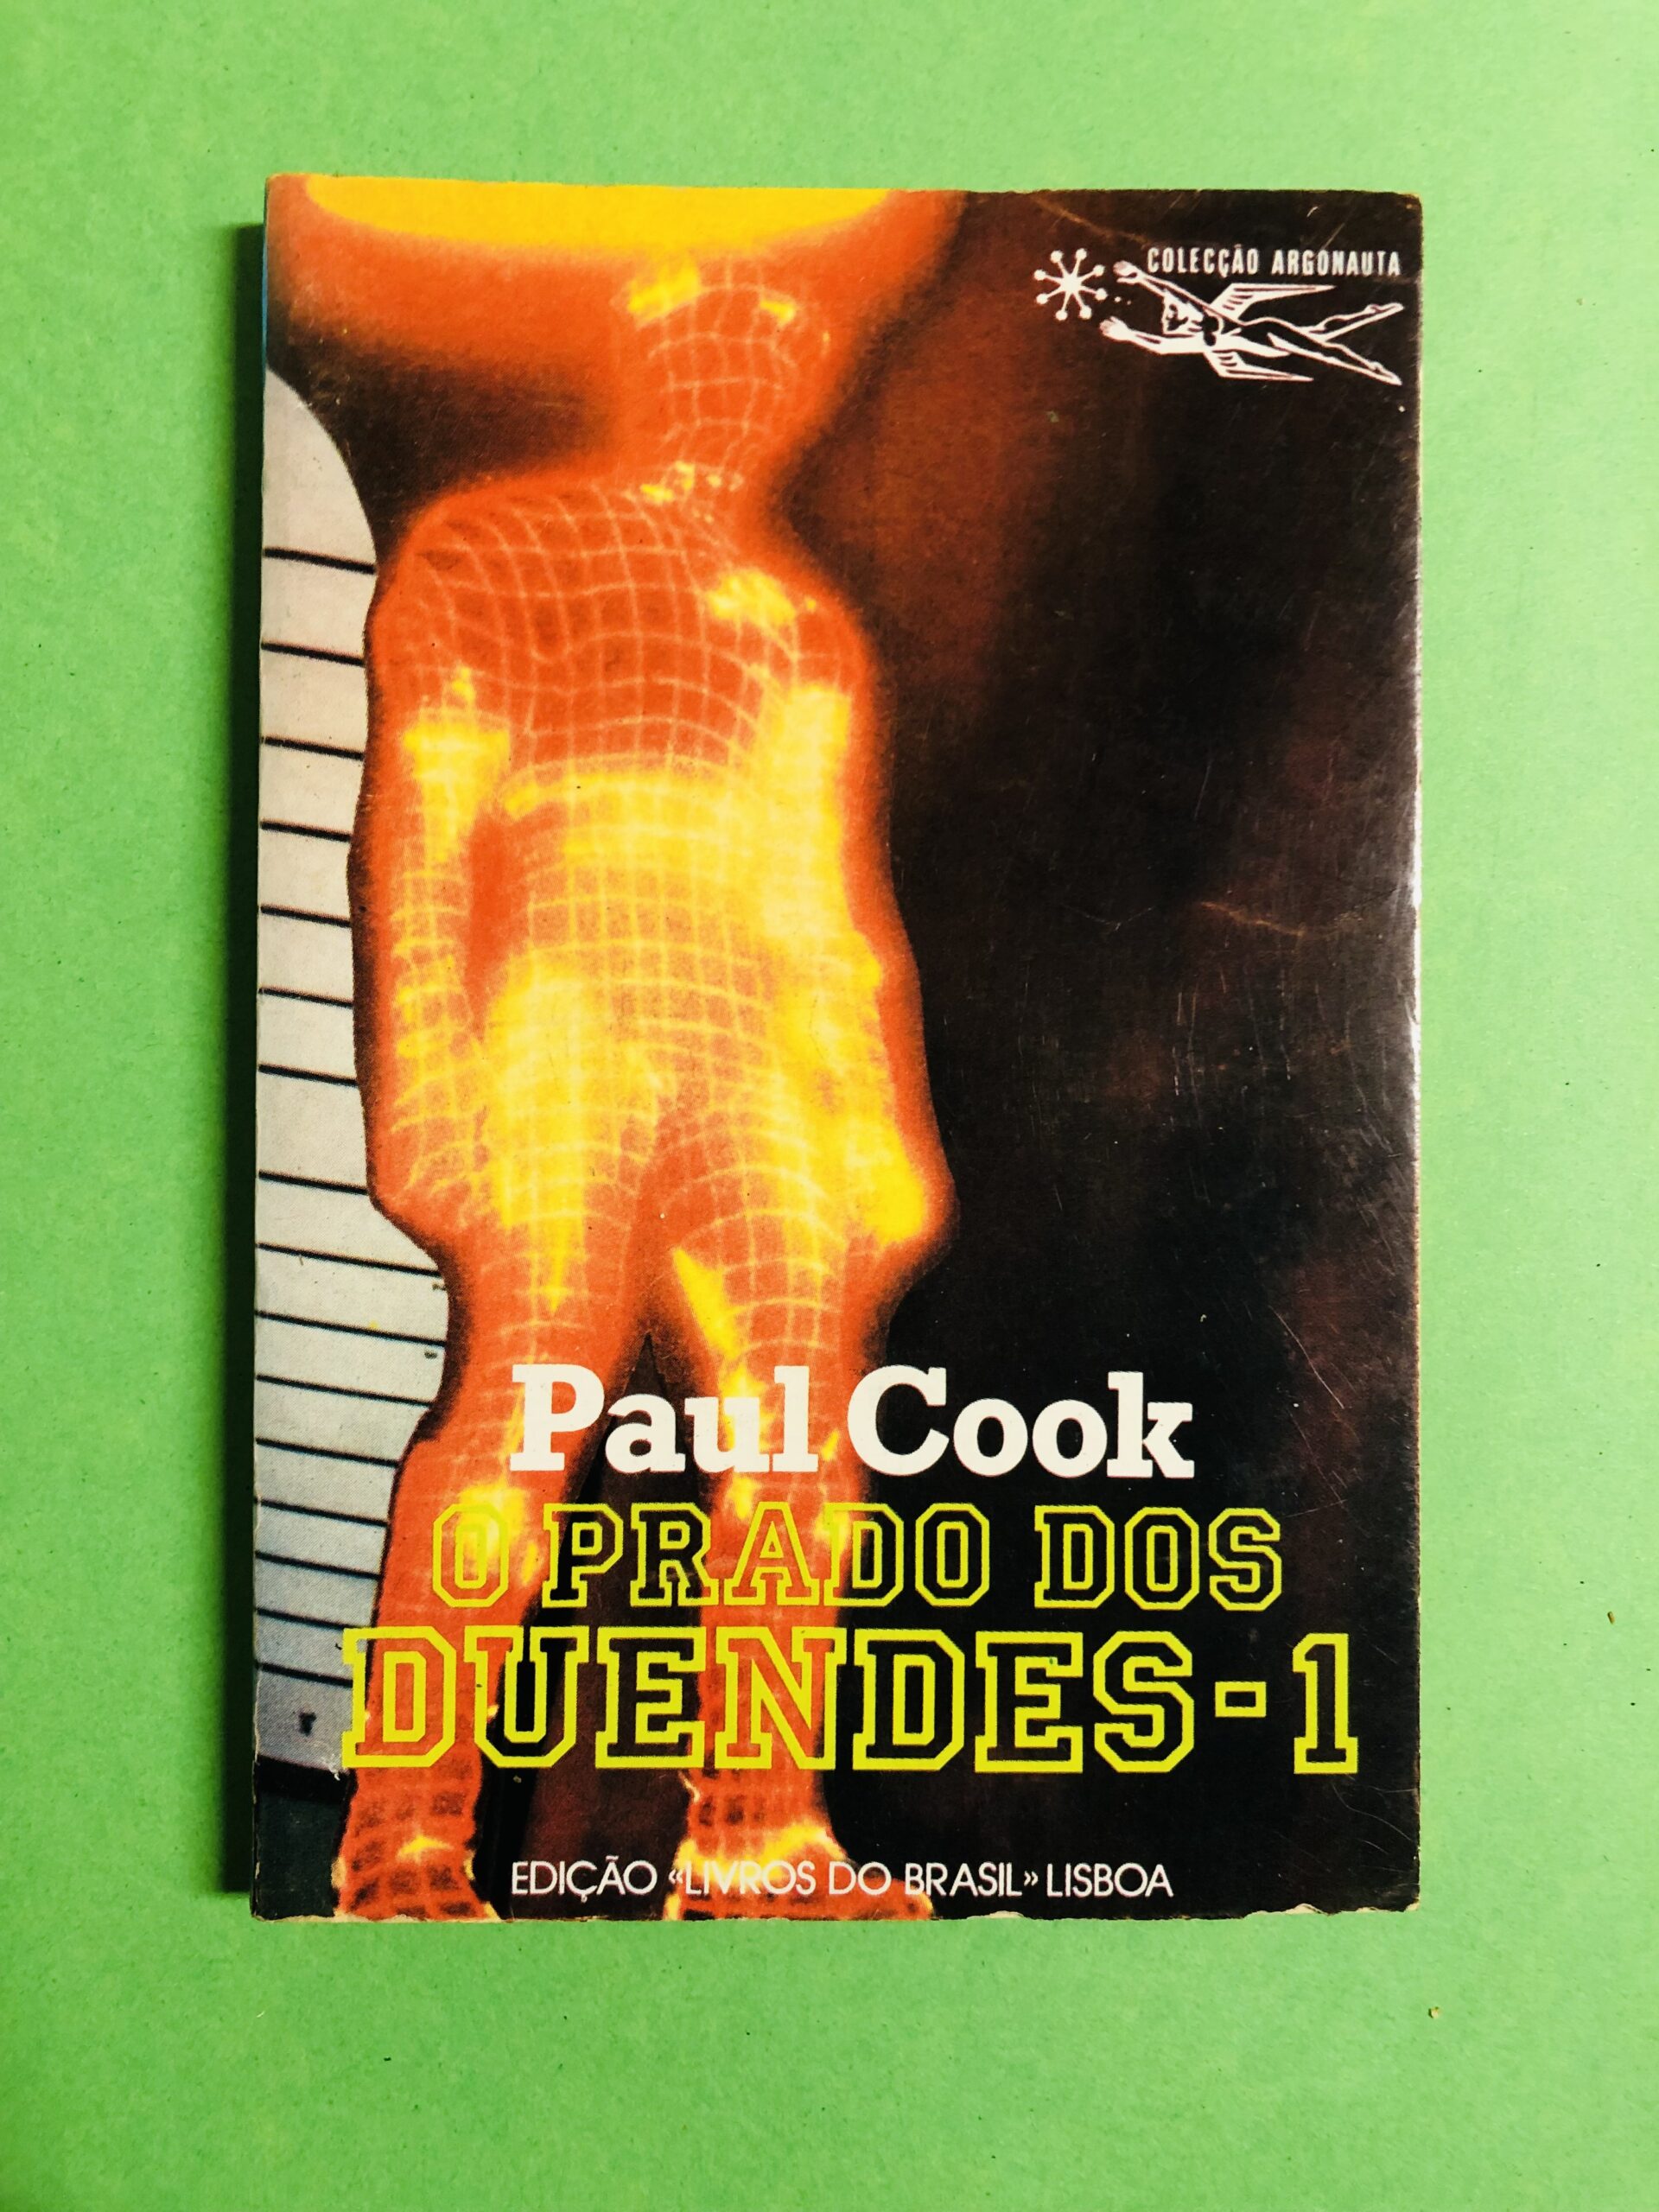 COLECÇÃO ARGONAUTA
Paul Cook
O PRADO DOS
DUENDES-1
EDIÇÃO «LIVROS DO BRASIL» LISBOA